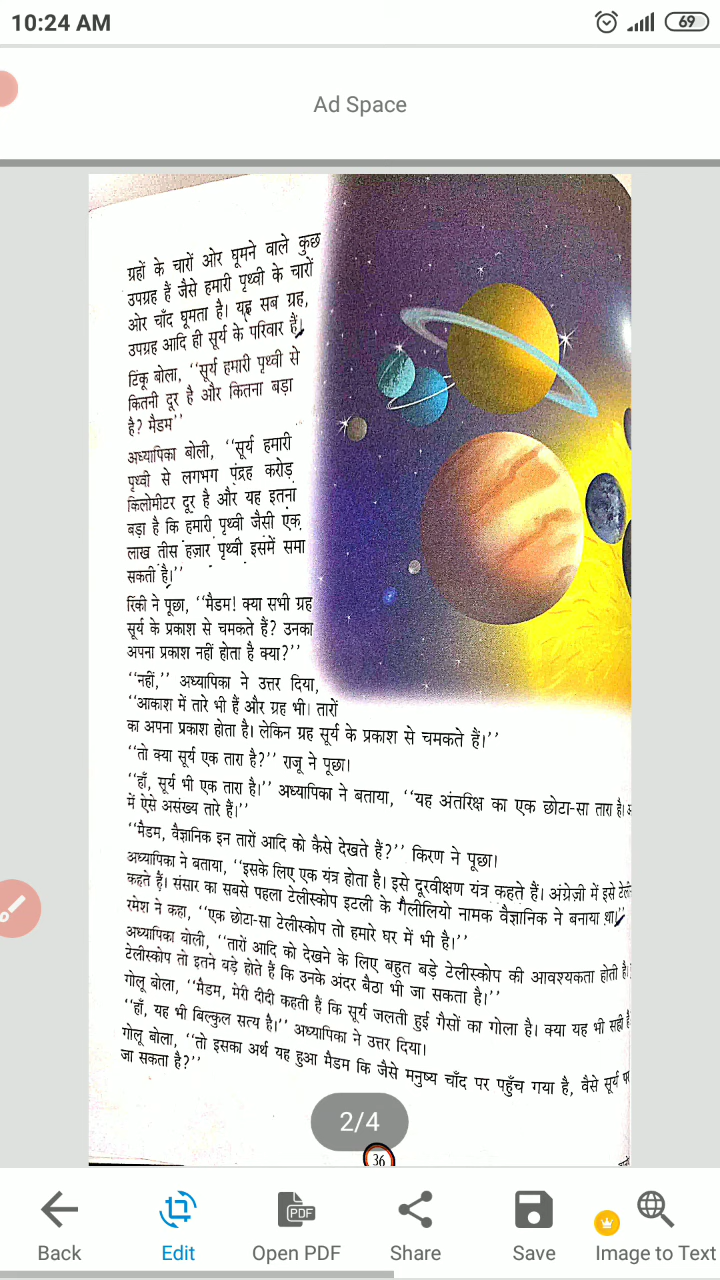 10:24 AM
69
Ad Space
ग्रहों के चारों ओर घूमने वाले कुछ
उपग्रह हैं जैसे हमारी पृथ्वी के चारों
ओर चाँद घूमता है। यह सब ग्रह,
उपग्रह आदि ही सूर्य के परिवार हैं।
टिंकू बोला, ‘‘सूर्य हमारी पृथ्वी से
कितनी दूर है और कितना बड़ा
है? मैडम’’
अध्यापिका बोली, ‘‘सूर्य हमारी
पृथ्वी से लगभग पंद्रह करोड़
किलोमीटर दूर है और यह इतना
बड़ा है कि हमारी पृथ्वी जैसी एक
लाख तीस हज़ार पृथ्वी इसमें समा
सकती है।’’
रिंकी ने पूछा, ‘‘मैडम! क्या सभी ग्रह
सूर्य के प्रकाश से चमकते हैं? उनका
अपना प्रकाश नहीं होता है क्या?’’
‘‘नहीं,’’ अध्यापिका ने उत्तर दिया,
‘‘आकाश में तारे भी हैं और ग्रह भी। तारों
का अपना प्रकाश होता है। लेकिन ग्रह सूर्य के प्रकाश से चमकते हैं।’’
‘‘तो क्या सूर्य एक तारा है?’’ राजू ने पूछा।
‘‘हाँ, सूर्य भी एक तारा है।’’ अध्यापिका ने बताया, ‘‘यह अंतरिक्ष का एक छोटा-सा तारा है।
में ऐसे असंख्य तारे हैं।’’
‘‘मैडम, वैज्ञानिक इन तारों आदि को कैसे देखते हैं?’’ किरण ने पूछा।
अध्यापिका ने बताया, ‘‘इसके लिए एक यंत्र होता है। इसे दूरवीक्षण यंत्र कहते हैं। अंग्रेज़ी में इसे
कहते हैं। संसार का सबसे पहला टेलीस्कोप इटली के गैलीलियो नामक वैज्ञानिक ने बनाया था।’’
रमेश ने कहा, ‘‘एक छोटा-सा टेलीस्कोप तो हमारे घर में भी है।’’
अध्यापिका बोली, ‘‘तारों आदि को देखने के लिए बहुत बड़े टेलीस्कोप की आवश्यकता होती है।
टेलीस्कोप तो इतने बड़े होते हैं कि उनके अंदर बैठा भी जा सकता है।’’
गोलू बोला, ‘‘मैडम, मेरी दीदी कहती हैं कि सूर्य जलती हुई गैसों का गोला है। क्या यह भी सही है
‘‘हाँ, यह भी बिल्कुल सत्य है।’’ अध्यापिका ने उत्तर दिया।
गोलू बोला, ‘‘तो इसका अर्थ यह हुआ मैडम कि जैसे मनुष्य चाँद पर पहुँच गया है, वैसे सूर्य पर
जा सकता है?’’
2/4
36
Back
Edit
PDF
Open PDF
Share
Save
Image to Text